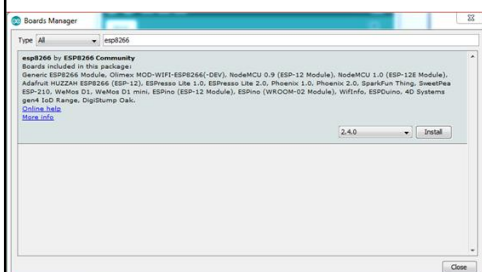 Boards Manager
Type All esp8266
esp8266 by ESP8266 Community
Boards included in this package:
Generic ESP8266 Module, Olimex MOD-WIFI-ESP8266(-DEV), NodeMCU 0.9 (ESP-12 Module), NodeMCU 1.0 (ESP-12E Module),
Adafruit HUZZAH ESP8266 (ESP-12), ESPresso Lite 1.0, ESPresso Lite 2.0, Phoenix 1.0, Phoenix 2.0, SparkFun Thing, SweetPea
ESP-210, WeMos D1, WeMos D1 mini, ESPino (ESP-12 Module), ESPino (WROOM-02 Module), WifInfo, ESPDuino, 4D Systems
gen4 IoD Range, DigiStump Oak.
Online help
More info
2.4.0 Install
Close